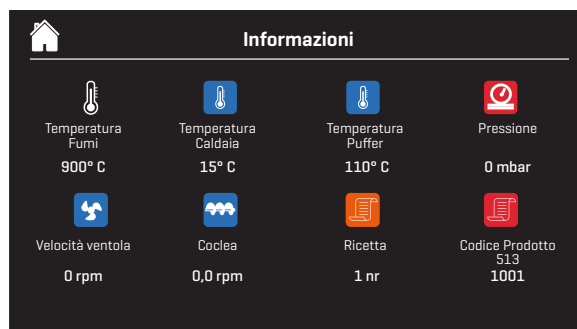 Informazioni
Temperatura Temperatura Temperatura Pressione
Fumi Caldaia Puffer
900° C 15° C 110° C 0 mbar
Velocità ventola Coclea Ricetta Codice Prodotto
513
0 rpm 0,0 rpm 1 nr 1001